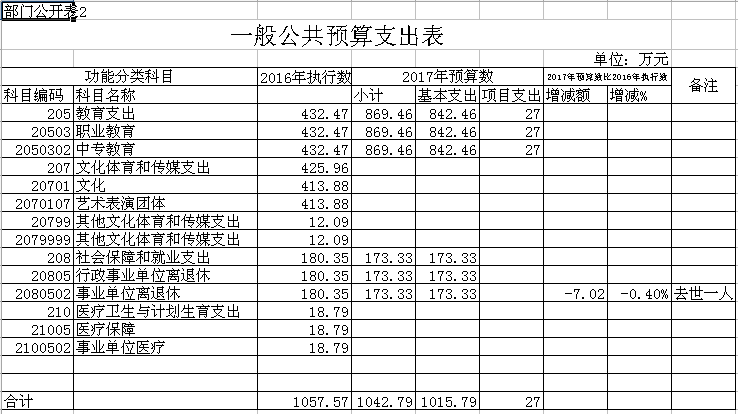 部门公开表2
一般公共预算支出表
单位：万元
功能分类科目 2016年执行数 2017年预算数 2017年预算数比2016年执行数 备注
科目编码 科目名称 小计 基本支出 项目支出 增减额 增减%
205 教育支出 432.47 869.46 842.46 27
20503 职业教育 432.47 869.46 842.46 27
2050302 中专教育 432.47 869.46 842.46 27
207 文化体育和传媒支出 425.96
20701 文化 413.88
2070107 艺术表演团体 413.88
20799 其他文化体育和传媒支出 12.09
2079999 其他文化体育和传媒支出 12.09
208 社会保障和就业支出 180.35 173.33 173.33
20805 行政事业单位离退休 180.35 173.33 173.33
2080502 事业单位离退休 180.35 173.33 173.33 -7.02 -0.40% 去世一人
210 医疗卫生与计划生育支出 18.79
21005 医疗保障 18.79
2100502 事业单位医疗 18.79
合计 1057.57 1042.79 1015.79 27